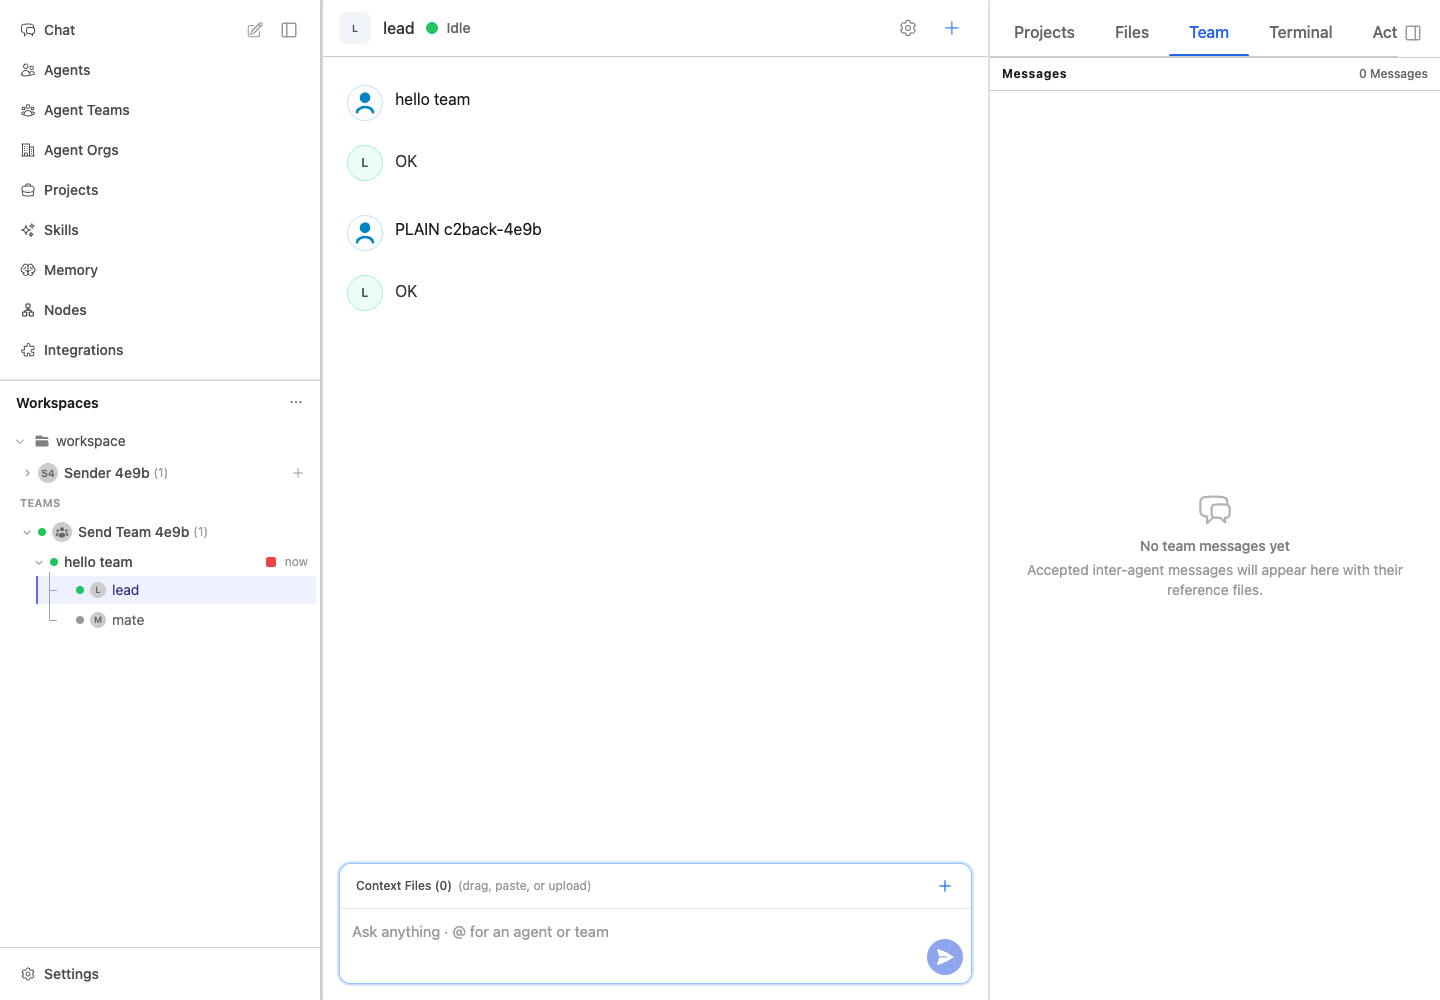 Chat
Agents
Agent Teams
Agent Orgs
Projects
Skills
Memory
Nodes
Integrations
Workspaces
workspace
S4 Sender 4e9b (1)
TEAMS
Send Team 4e9b (1)
hello team now
L lead
M mate
Settings
L lead Idle
hello team
L OK
PLAIN c2back-4e9b
L OK
Context Files (0) (drag, paste, or upload)
Ask anything · @ for an agent or team
Projects Files Team Terminal Act
Messages 0 Messages
No team messages yet
Accepted inter-agent messages will appear here with their
reference files.